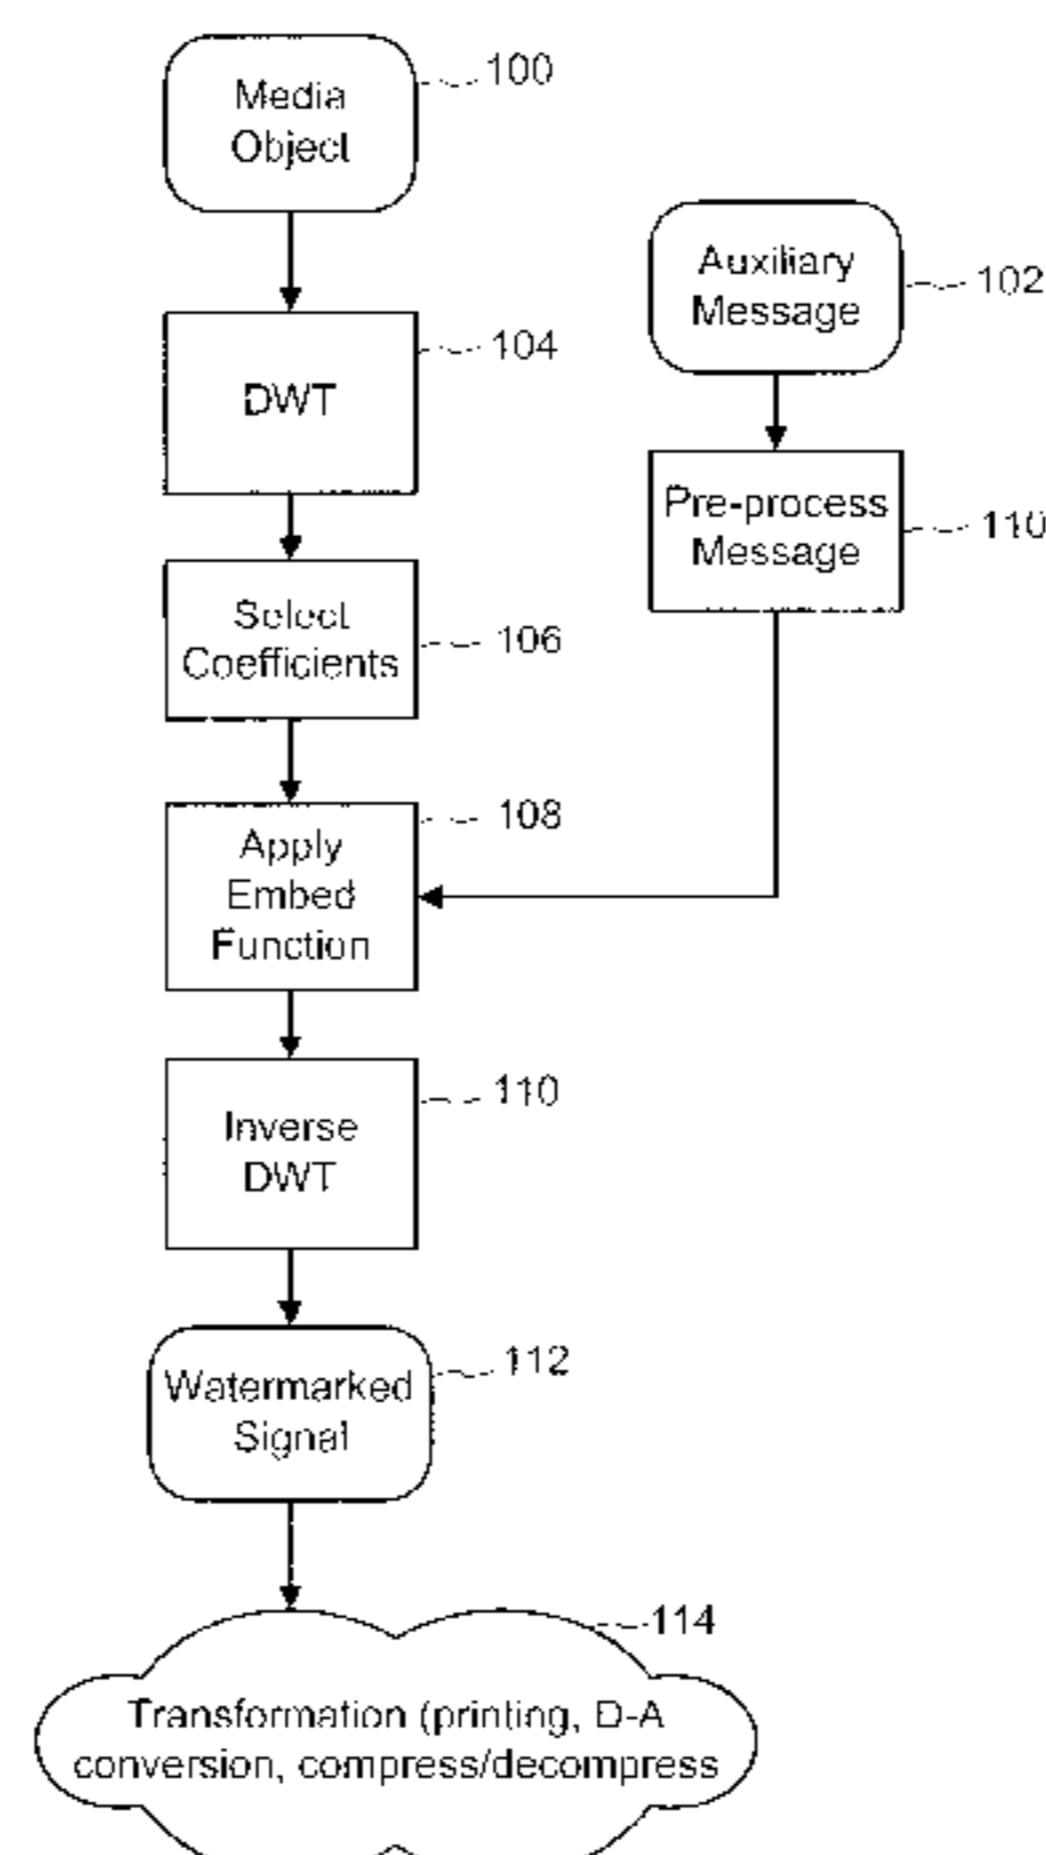 Media
Object
100
Auxiliary
Message
102
DWT
104
Pre-process
Message
110
Select
Coefficients
106
Apply
Embed
Function
108
Inverse
DWT
110
Watermarked
Signal
112
114
Transformation (printing, D-A
conversion, compress/decompress